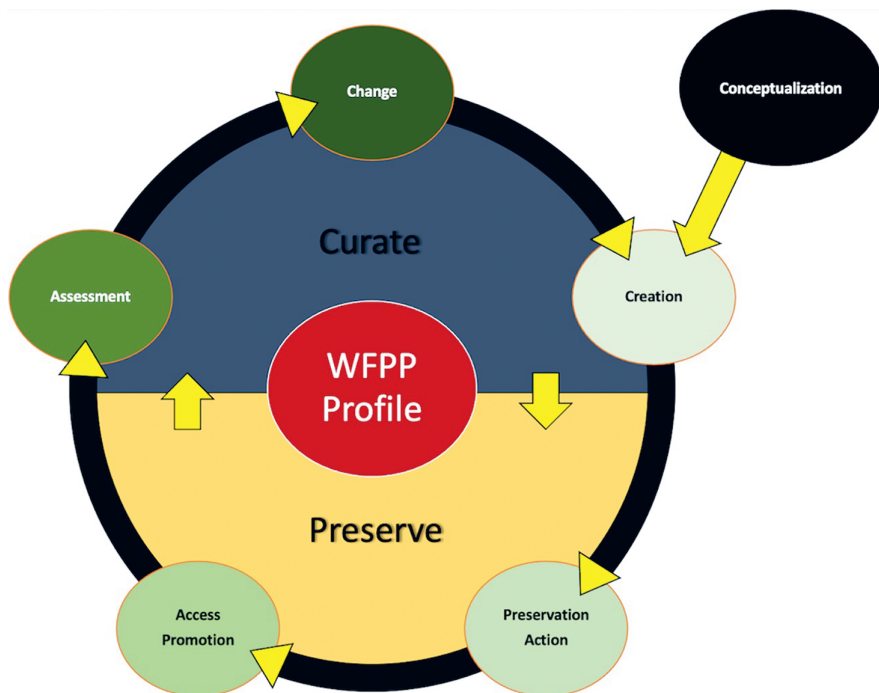 Change
Conceptualization
Curate
Assessment
Creation
WFPP
Profile
Preserve
Access
Promotion
Preservation
Action